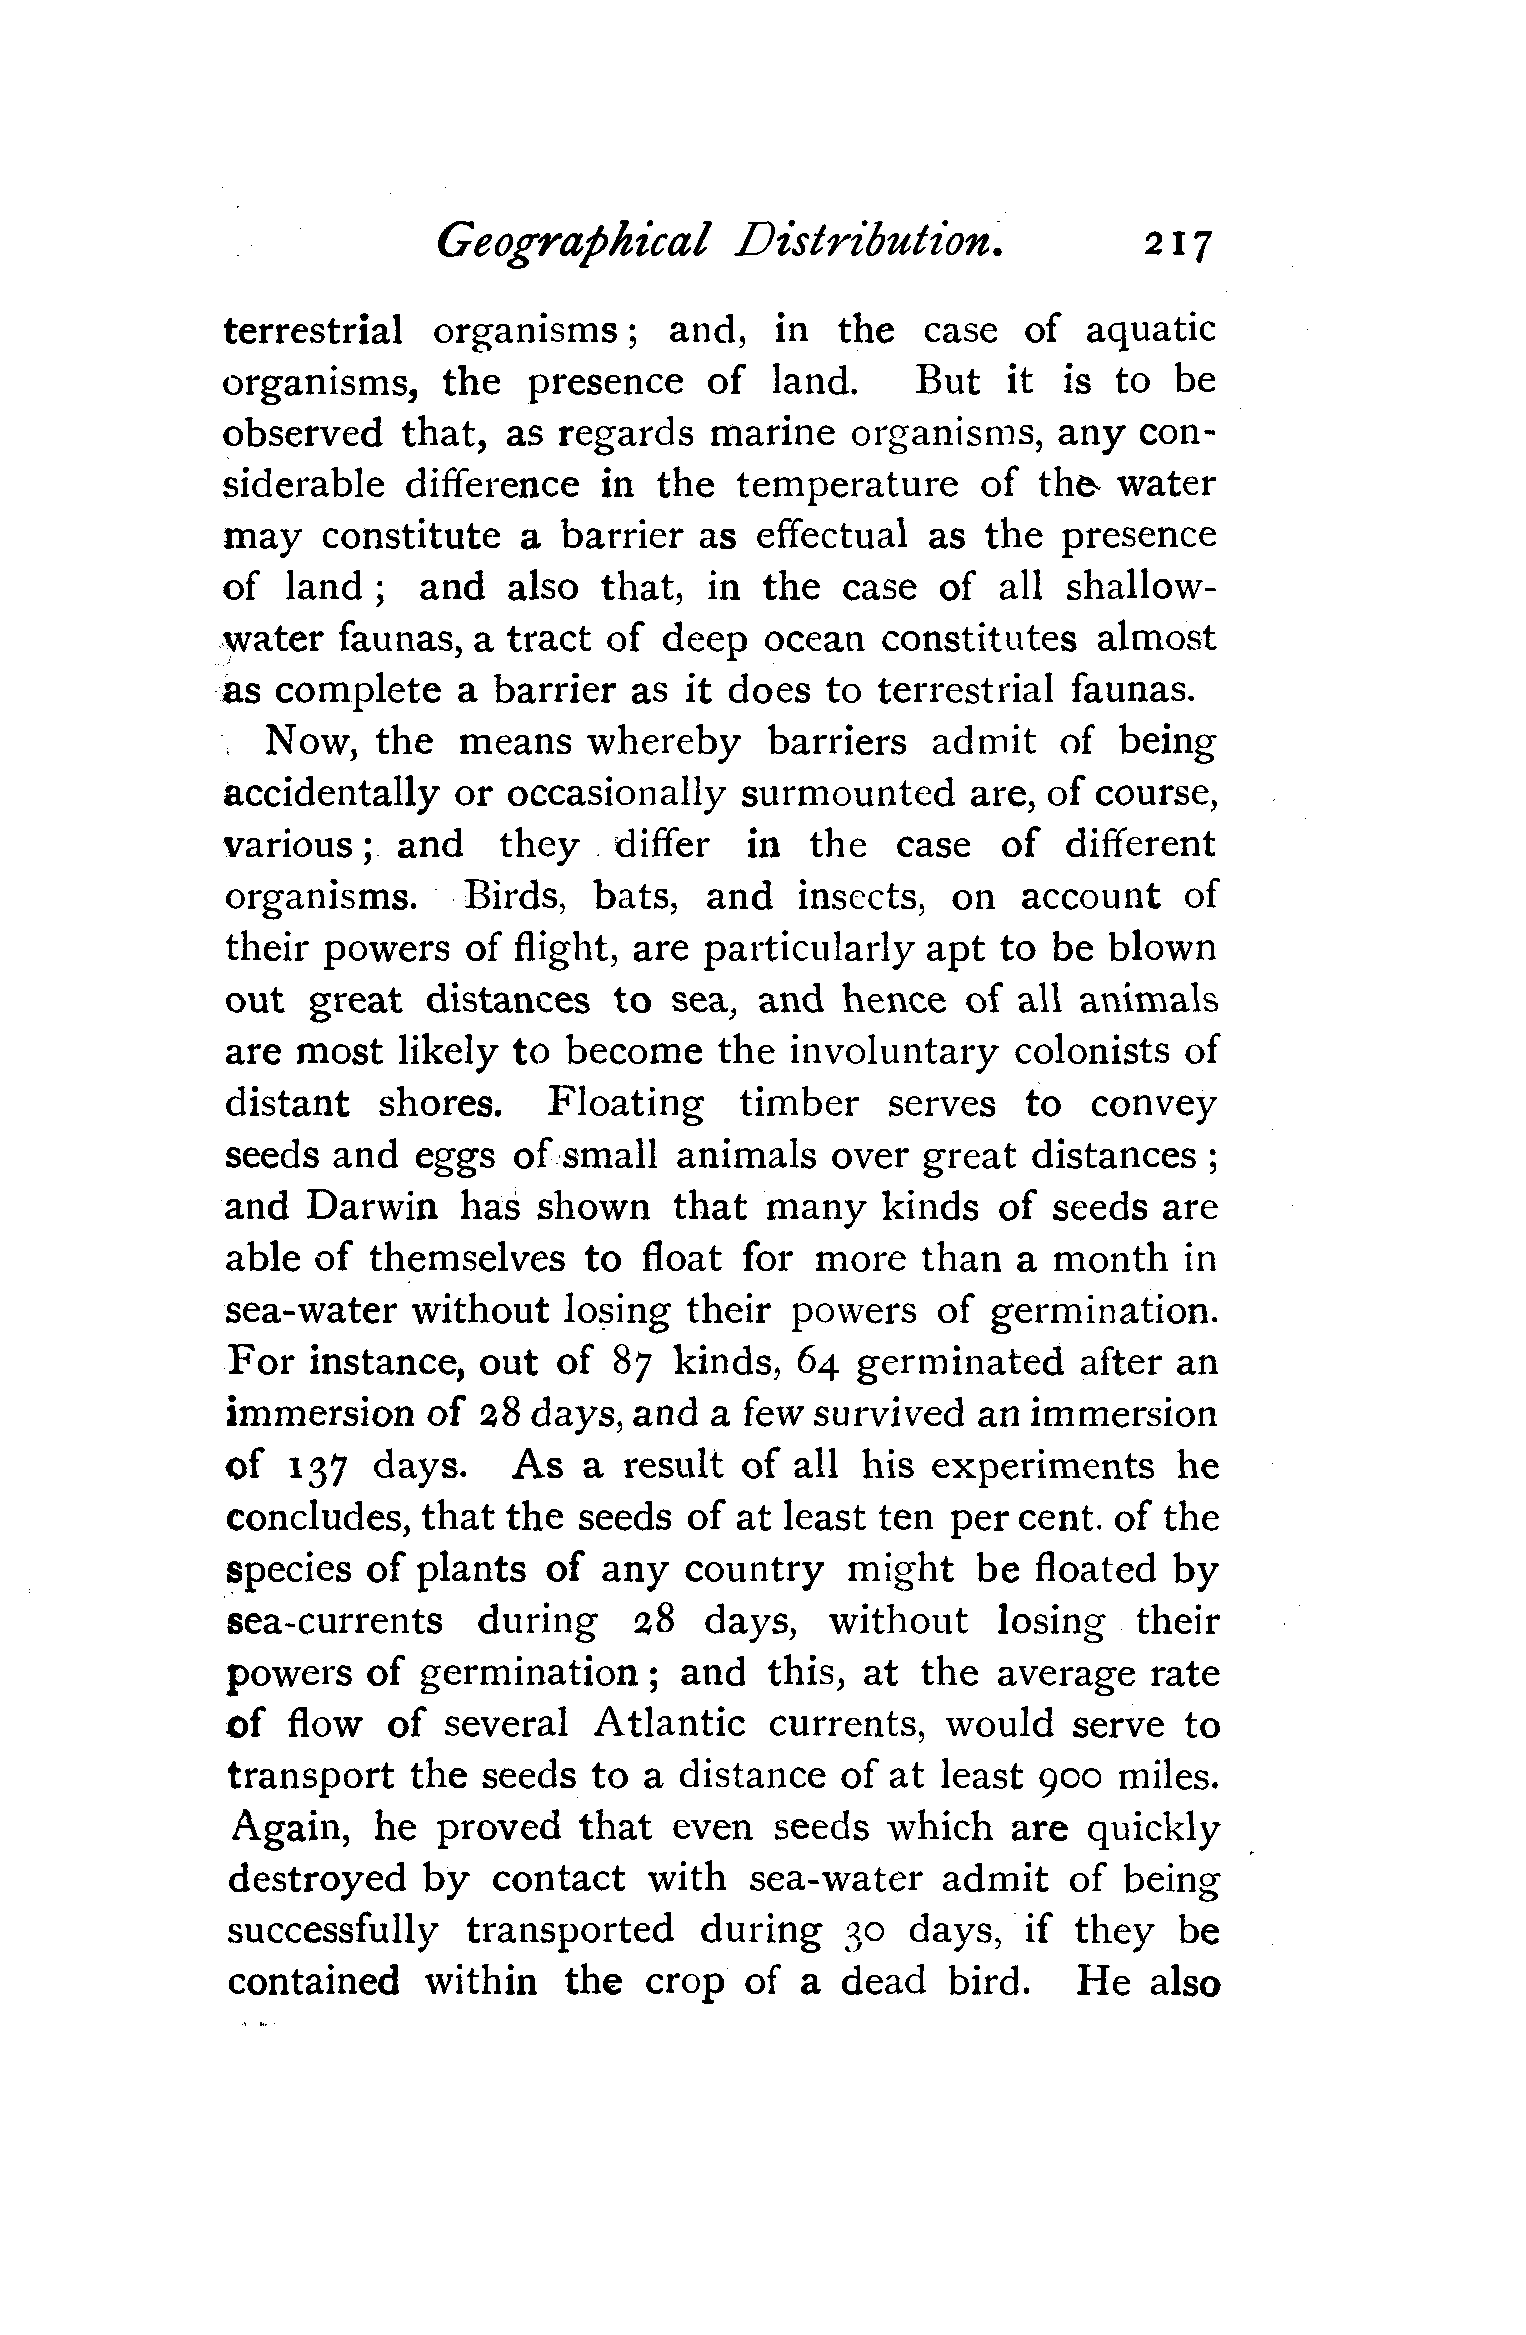 Geographical Distribution. 217
terrestrial organisms; and, in the case of aquatic
organisms, the presence of land. But it is to be
observed that, as regards marine organisms, any con-
siderable difference in the temperature of the water
may constitute a barrier as effectual as the presence
of land; and also that, in the case of all shallow-
water faunas, a tract of deep ocean constitutes almost
as complete a barrier as it does to terrestrial faunas.
Now, the means whereby barriers admit of being
accidentally or occasionally surmounted are, of course,
various; and they differ in the case of different
organisms. Birds, bats, and insects, on account of
their powers of flight, are particularly apt to be blown
out great distances to sea, and hence of all animals
are most likely to become the involuntary colonists of
distant shores. Floating timber serves to convey
seeds and eggs of small animals over great distances;
and Darwin has shown that many kinds of seeds are
able of themselves to float for more than a month in
sea-water without losing their powers of germination.
For instance, out of 87 kinds, 64 germinated after an
immersion of 28 days, and a few survived an immersion
of 137 days. As a result of all his experiments he
concludes, that the seeds of at least ten per cent. of the
species of plants of any country might be floated by
sea-currents during 28 days, without losing their
powers of germination; and this, at the average rate
of flow of several Atlantic currents, would serve to
transport the seeds to a distance of at least 900 miles.
Again, he proved that even seeds which are quickly
destroyed by contact with sea-water admit of being
successfully transported during 30 days, if they be
contained within the crop of a dead bird. He also